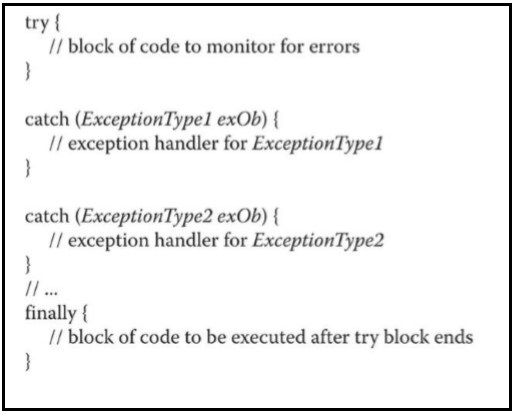 try {
// block of code to monitor for errors
}
catch (ExceptionType1 exOb) {
// exception handler for ExceptionType1
}
catch (ExceptionType2 exOb) {
// exception handler for ExceptionType2
}
// ...
finally {
// block of code to be executed after try block ends
}